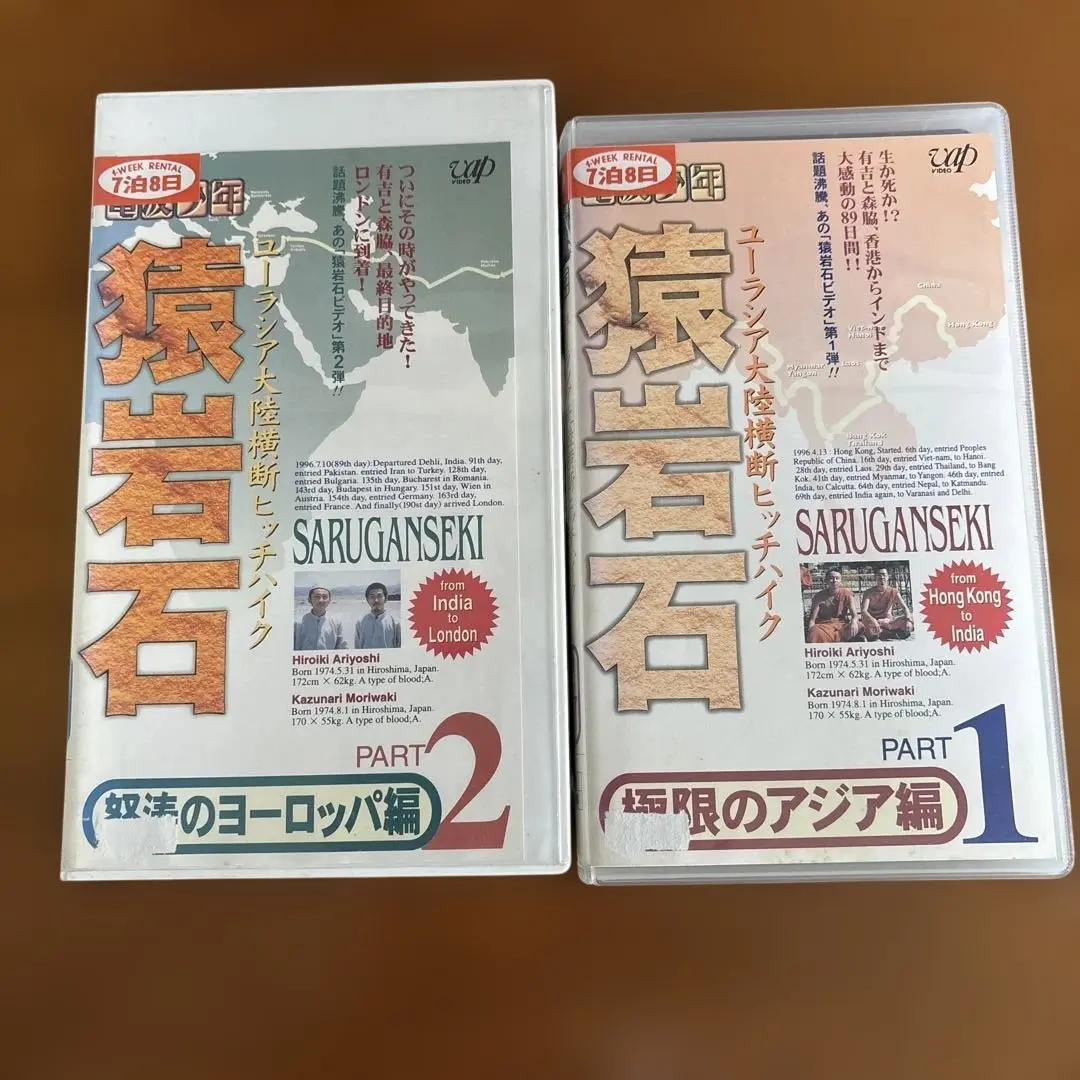 1-WEEK RENTAL
7泊8日
電波少年
vap
VIDEO
ついにその時がやってきた！
有吉と森脇、最終目的地
ロンドンに到着！
話題沸騰、あの「猿岩石ビデオ」第2弾!!
猿岩石
ユーラシア大陸横断ヒッチハイク
1996.7.10(89th day):Departured Dehli, India. 91th day,
entried Pakistan. entried Iran to Turkey. 128th day,
entried Bulgaria. 135th day, Bucharest in Romania.
143rd day, Budapest in Hungary. 151st day, Wien in
Austria. 154th day, entried Germany. 163rd day,
entried France. And finally(190st day) arrived London.
SARUGANSEKI
from
India
to
London
Hiroiki Ariyoshi
Born 1974.5.31 in Hiroshima, Japan.
172cm × 62kg. A type of blood;A.
Kazunari Moriwaki
Born 1974.8.1 in Hiroshima, Japan.
170 × 55kg. A type of blood;A.
PART 2
怒涛のヨーロッパ編
1-WEEK RENTAL
7泊8日
電波少年
vap
VIDEO
生か死か!?
有吉と森脇、香港からインドまで
大感動の89日間!!
話題沸騰、あの「猿岩石ビデオ」第1弾!!
猿岩石
ユーラシア大陸横断ヒッチハイク
China
Hong Kong
Viet-nam
Hanoi
Laos
Myanmar
Yangon
Bang Kok
Thailand
1996.4.13 : Hong Kong, Started. 6th day, entried Peoples
Republic of China. 16th day, entried Viet-nam, to Hanoi.
28th day, entried Laos. 29th day, entried Thailand, to Bang
Kok. 41th day, entried Myanmar, to Yangon. 46th day, entried
India, to Calcutta. 64th day, entried Nepal, to Katmandu.
69th day, entried India again, to Varanasi and Delhi.
SARUGANSEKI
from
Hong Kong
to
India
Hiroiki Ariyoshi
Born 1974.5.31 in Hiroshima, Japan.
172cm × 62kg. A type of blood;A.
Kazunari Moriwaki
Born 1974.8.1 in Hiroshima, Japan.
170 × 55kg. A type of blood;A.
PART 1
極限のアジア編